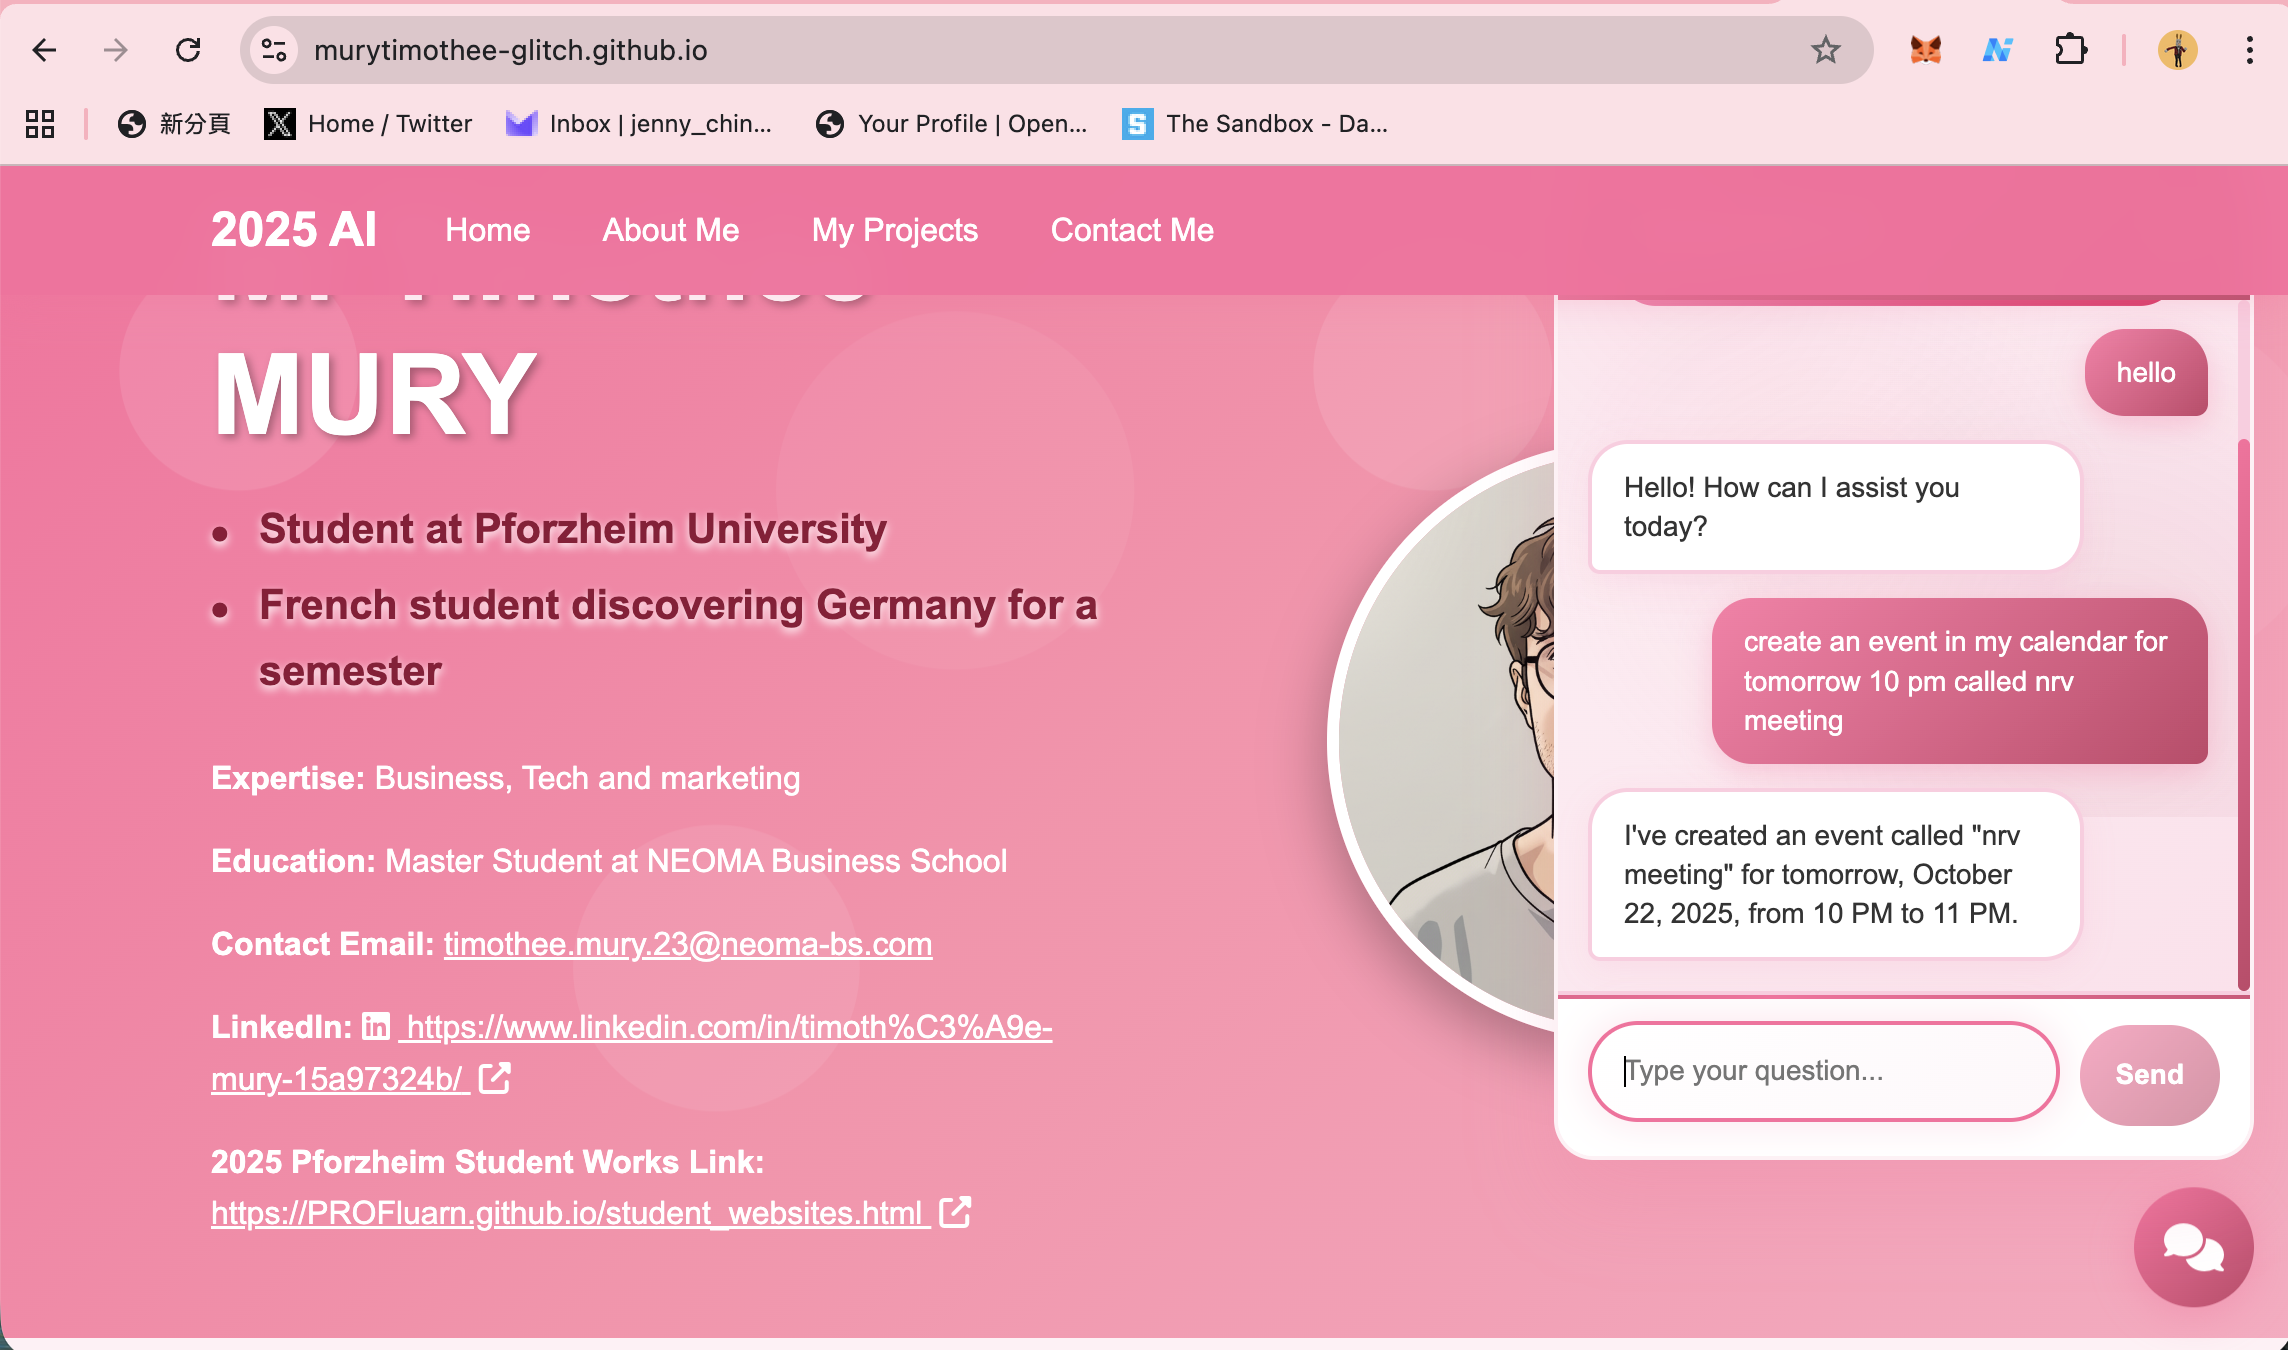 murytimothee-glitch.github.io
新分頁
Home / Twitter
Inbox | jenny_chin...
Your Profile | Open...
The Sandbox - Da...
2025 AI
Home
About Me
My Projects
Contact Me
MURY
• Student at Pforzheim University
• French student discovering Germany for a
semester
Expertise: Business, Tech and marketing
Education: Master Student at NEOMA Business School
Contact Email: timothee.mury.23@neoma-bs.com
LinkedIn: https://www.linkedin.com/in/timoth%C3%A9e-
mury-15a97324b/
2025 Pforzheim Student Works Link:
https://PROFluarn.github.io/student_websites.html
hello
Hello! How can I assist you
today?
create an event in my calendar for
tomorrow 10 pm called nrv
meeting
I've created an event called "nrv
meeting" for tomorrow, October
22, 2025, from 10 PM to 11 PM.
Type your question...
Send